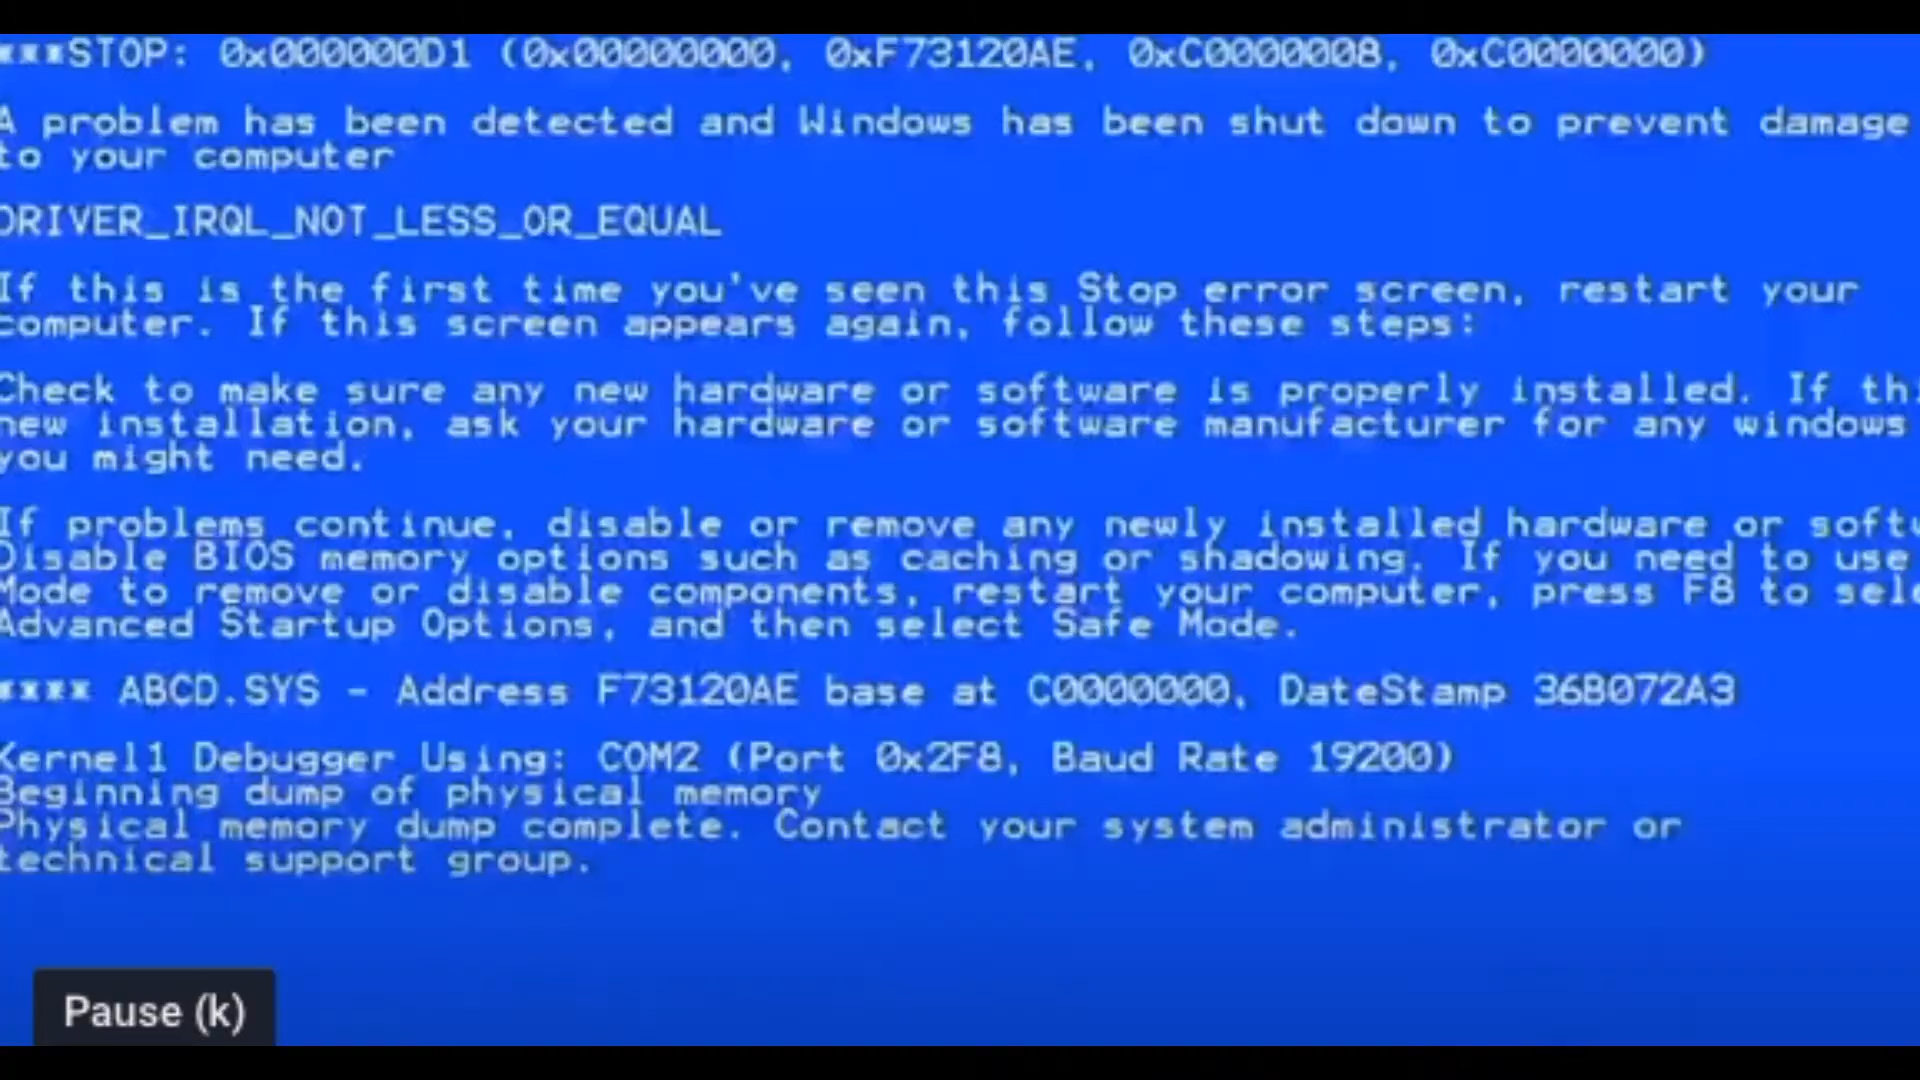 ***STOP: 0x000000D1 (0x00000000, 0xF73120AE, 0xC0000008, 0xC0000000)
A problem has been detected and Windows has been shut down to prevent damage
to your computer
DRIVER_IRQL_NOT_LESS_OR_EQUAL
If this is the first time you've seen this Stop error screen, restart your
computer. If this screen appears again, follow these steps:
Check to make sure any new hardware or software is properly installed. If thi
new installation, ask your hardware or software manufacturer for any windows
you might need.
If problems continue, disable or remove any newly installed hardware or softw
Disable BIOS memory options such as caching or shadowing. If you need to use
Mode to remove or disable components, restart your computer, press F8 to sele
Advanced Startup Options, and then select Safe Mode.
**** ABCD.SYS - Address F73120AE base at C0000000, DateStamp 36B072A3
Kernel1 Debugger Using: COM2 (Port 0x2F8, Baud Rate 19200)
Beginning dump of physical memory
Physical memory dump complete. Contact your system administrator or
technical support group.
Pause (k)